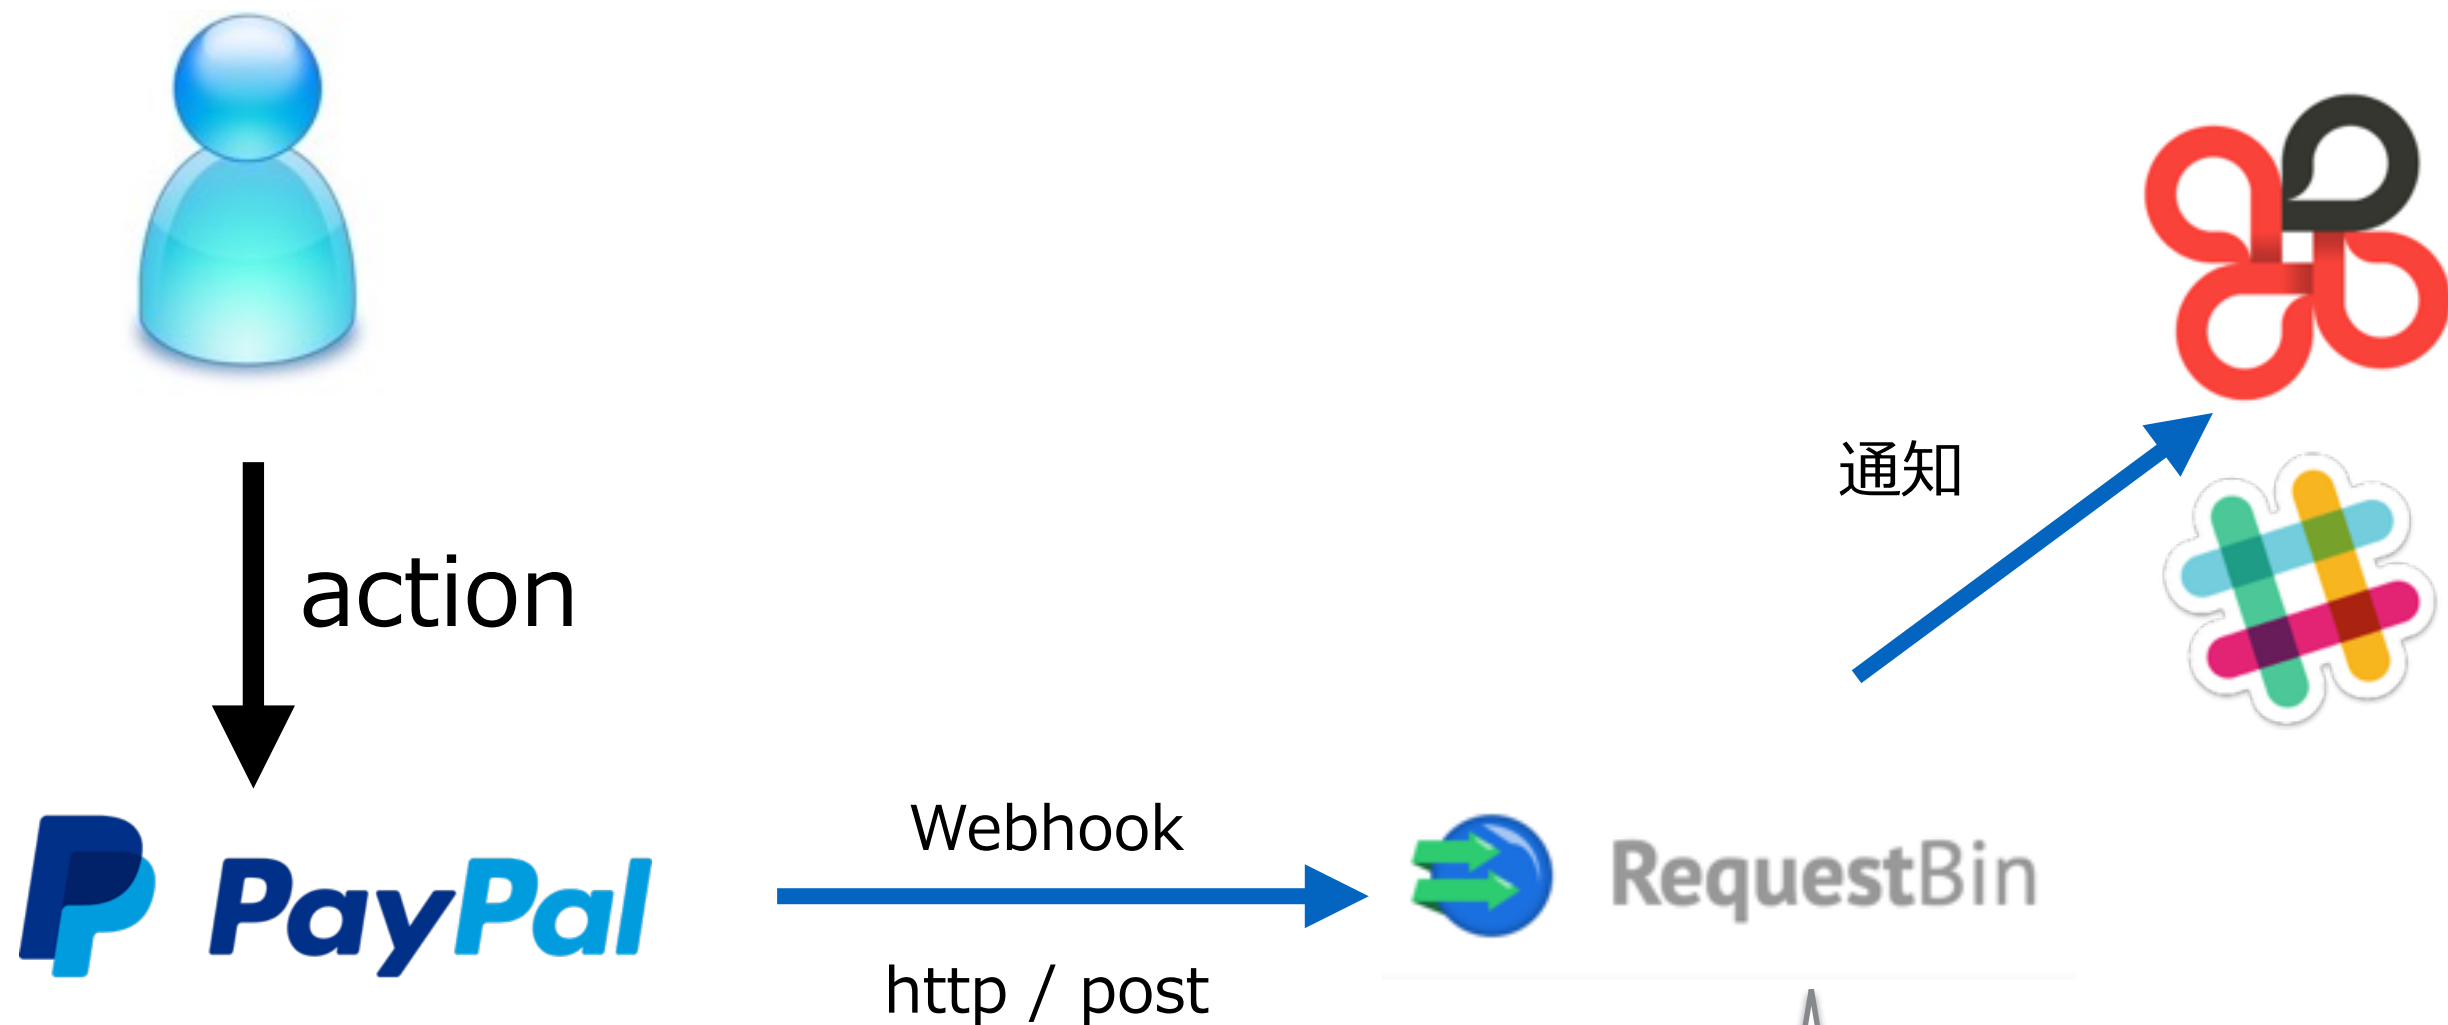 通知
action
Webhook
PayPal
RequestBin
http / post